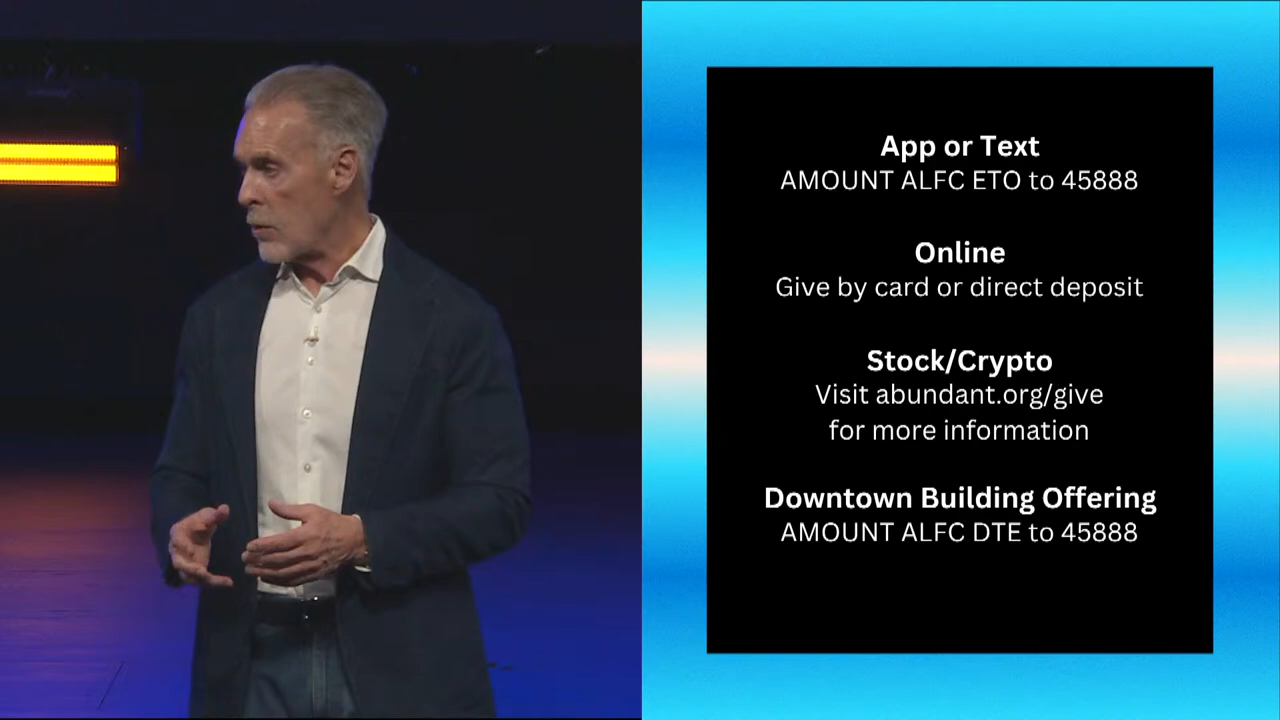 App or Text
AMOUNT ALFC ETO to 45888
Online
Give by card or direct deposit
Stock/Crypto
Visit abundant.org/give
for more information
Downtown Building Offering
AMOUNT ALFC DTE to 45888